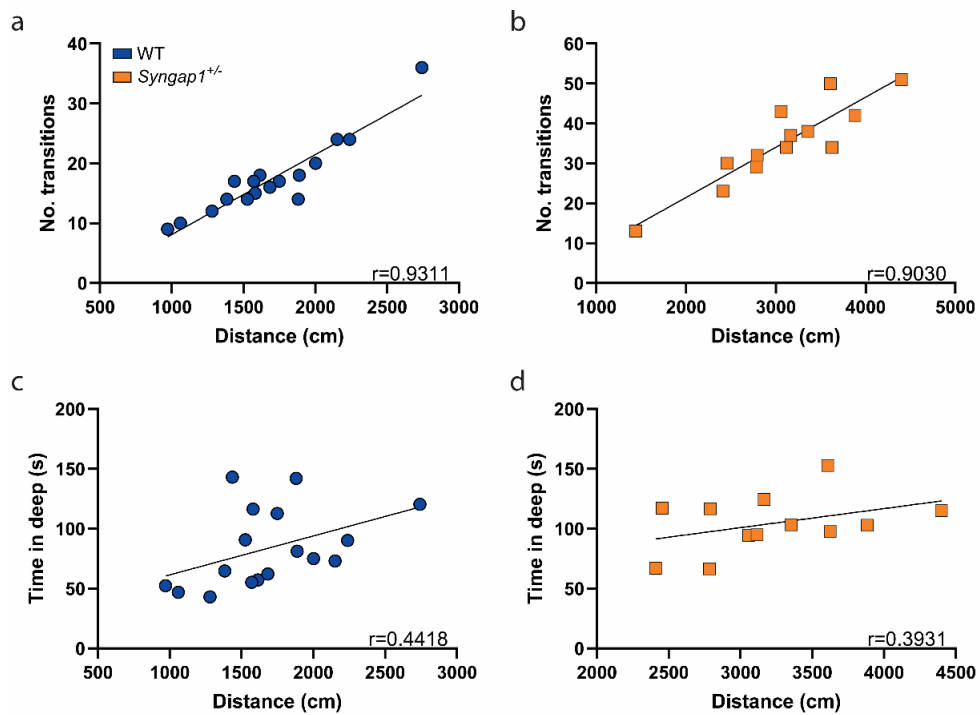 a
WT
Syngap1+/-
No. transitions
40
30
20
10
0
500 1000 1500 2000 2500 3000
Distance (cm)
r=0.9311
b
No. transitions
60
50
40
30
20
10
0
1000 2000 3000 4000 5000
Distance (cm)
r=0.9030
c
Time in deep (s)
200
150
100
50
0
500 1000 1500 2000 2500 3000
Distance (cm)
r=0.4418
d
Time in deep (s)
200
150
100
50
0
2000 2500 3000 3500 4000 4500
Distance (cm)
r=0.3931